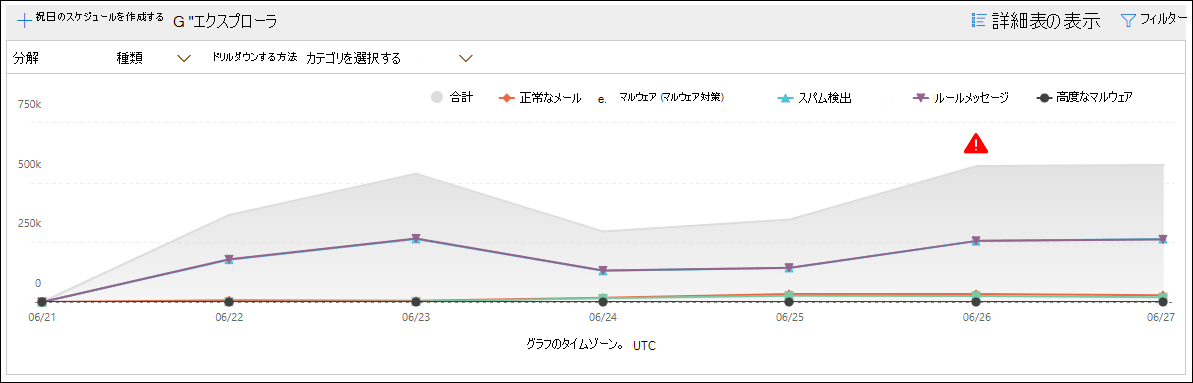 祝日のスケジュールを作成する G "エクスプローラ 詳細表の表示 フィルター
分解 種類 ドリルダウンする方法 カテゴリを選択する
合計 正常なメール e. マルウェア (マルウェア対策) スパム検出 ルールメッセージ 高度なマルウェア
750k
500k
250k
0
06/21 06/22 06/23 06/24 06/25 06/26 06/27
グラフのタイムゾーン。 UTC